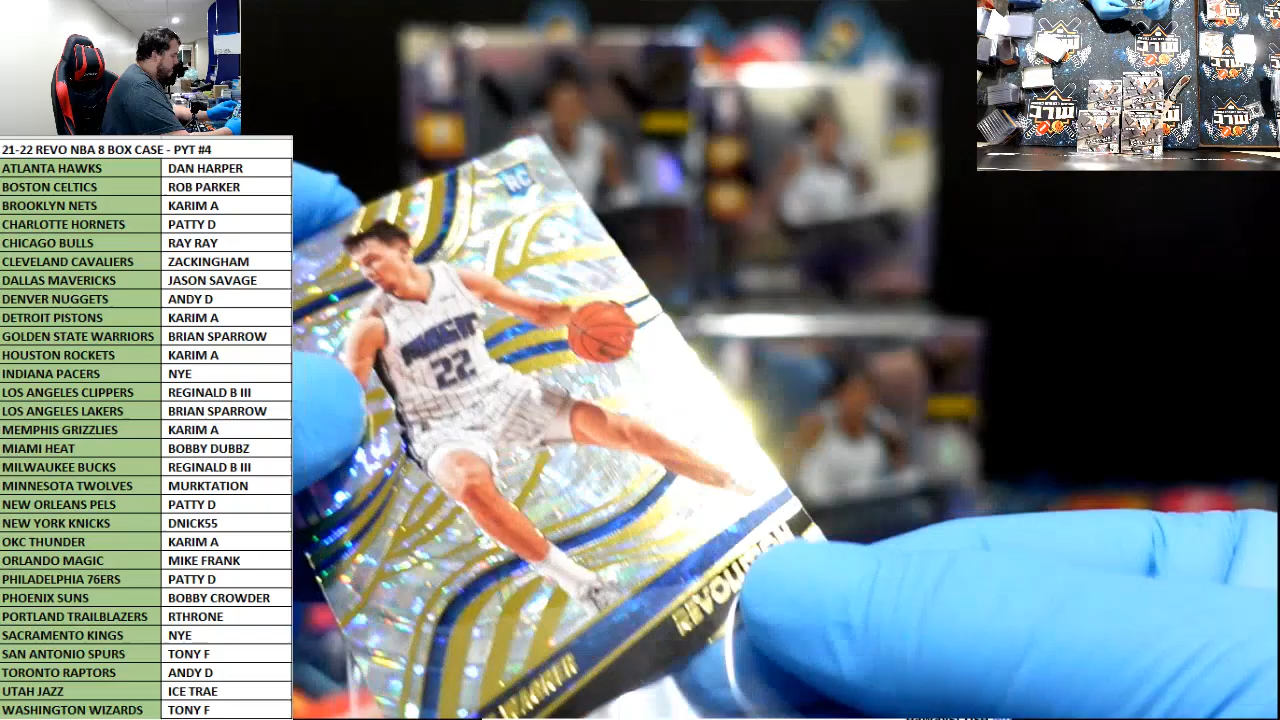 21-22 REVO NBA 8 BOX CASE - PYT #4
ATLANTA HAWKS DAN HARPER
BOSTON CELTICS ROB PARKER
BROOKLYN NETS KARIM A
CHARLOTTE HORNETS PATTY D
CHICAGO BULLS RAY RAY
CLEVELAND CAVALIERS ZACKINGHAM
DALLAS MAVERICKS JASON SAVAGE
DENVER NUGGETS ANDY D
DETROIT PISTONS KARIM A
GOLDEN STATE WARRIORS BRIAN SPARROW
HOUSTON ROCKETS KARIM A
INDIANA PACERS NYE
LOS ANGELES CLIPPERS REGINALD B III
LOS ANGELES LAKERS BRIAN SPARROW
MEMPHIS GRIZZLIES KARIM A
MIAMI HEAT BOBBY DUBBZ
MILWAUKEE BUCKS REGINALD B III
MINNESOTA TWOLVES MURKTATION
NEW ORLEANS PELS PATTY D
NEW YORK KNICKS DNICK55
OKC THUNDER KARIM A
ORLANDO MAGIC MIKE FRANK
PHILADELPHIA 76ERS PATTY D
PHOENIX SUNS BOBBY CROWDER
PORTLAND TRAILBLAZERS RTHRONE
SACRAMENTO KINGS NYE
SAN ANTONIO SPURS TONY F
TORONTO RAPTORS ANDY D
UTAH JAZZ ICE TRAE
WASHINGTON WIZARDS TONY F
RC
MAGIC
22
WAGNER
MLC
MLC
MLC
MLC